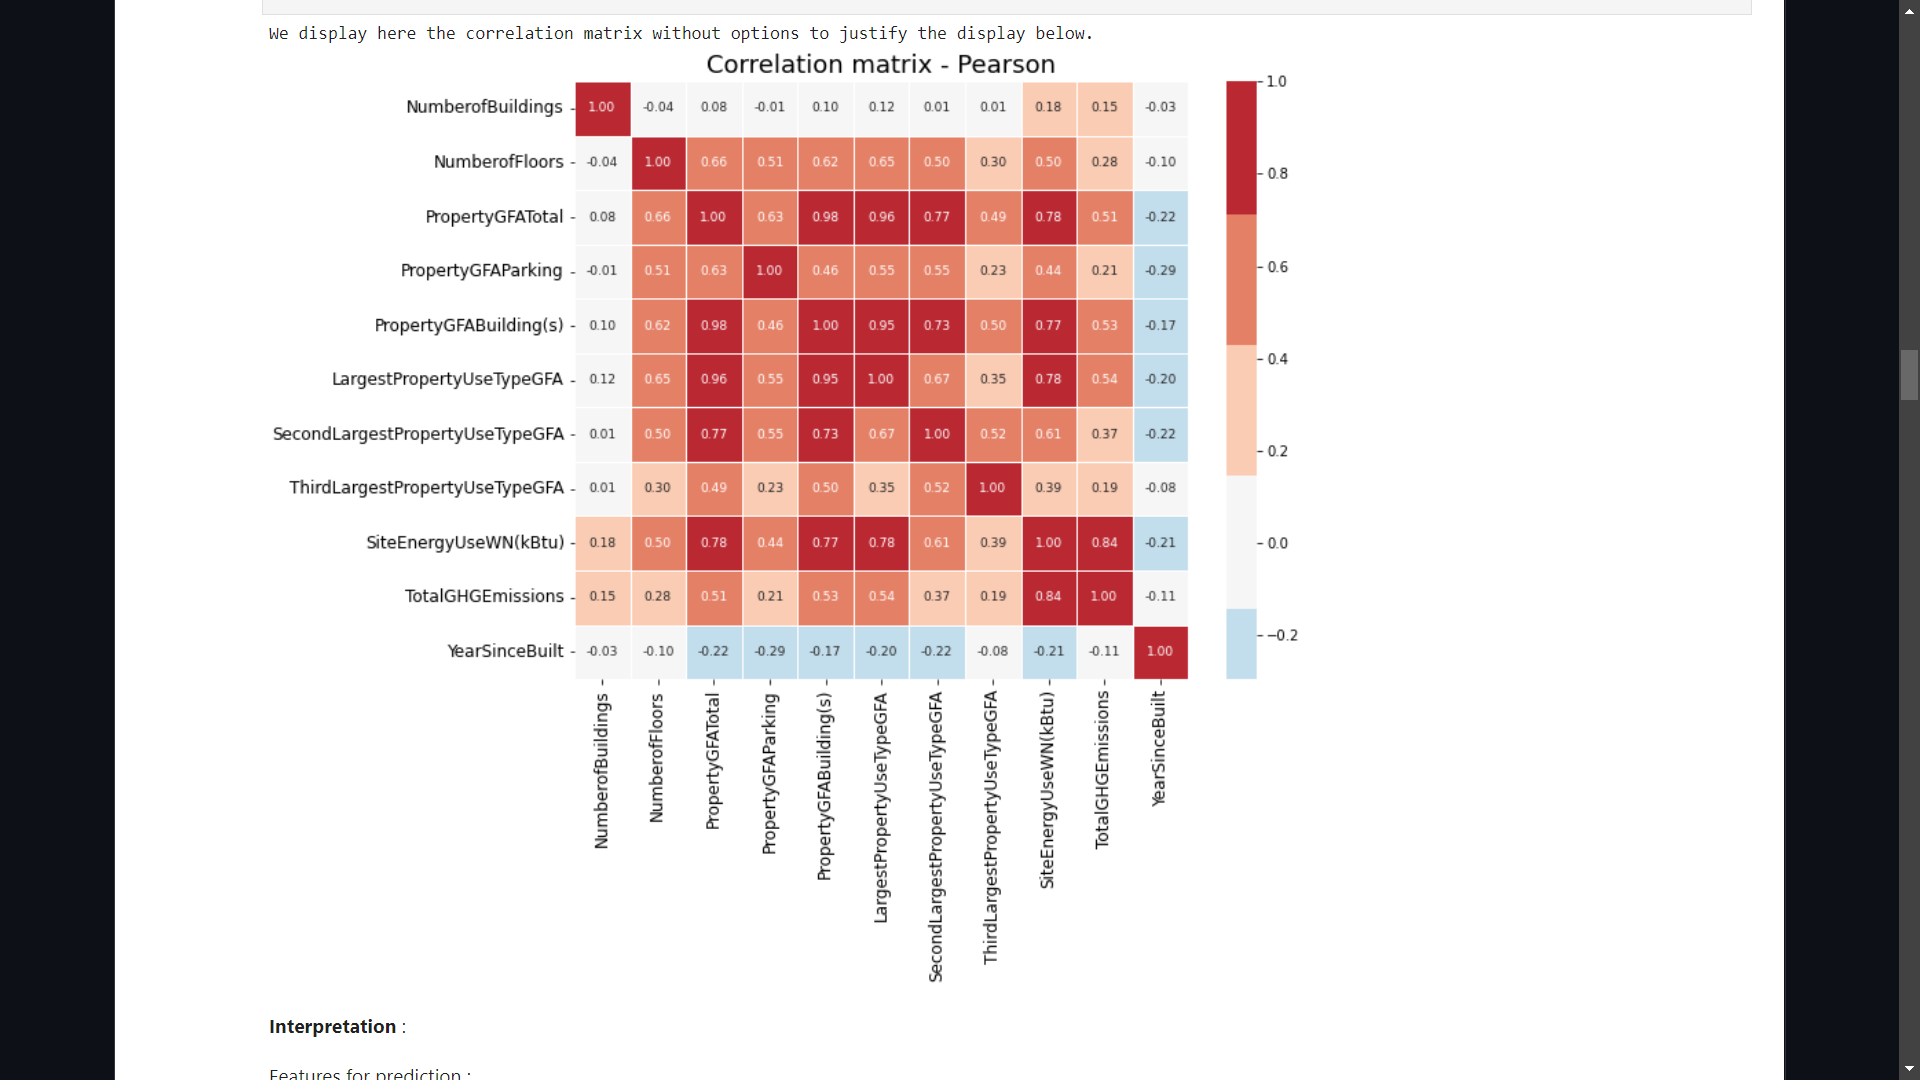 We display here the correlation matrix without options to justify the display below.
Correlation matrix - Pearson
NumberofBuildings 1.00 -0.04 0.08 -0.01 0.10 0.12 0.01 0.01 0.18 0.15 -0.03
NumberofFloors -0.04 1.00 0.66 0.51 0.62 0.65 0.50 0.30 0.50 0.28 -0.10
PropertyGFATotal 0.08 0.66 1.00 0.63 0.98 0.96 0.77 0.49 0.78 0.51 -0.22
PropertyGFAParking -0.01 0.51 0.63 1.00 0.46 0.55 0.55 0.23 0.44 0.21 -0.29
PropertyGFABuilding(s) 0.10 0.62 0.98 0.46 1.00 0.95 0.73 0.50 0.77 0.53 -0.17
LargestPropertyUseTypeGFA 0.12 0.65 0.96 0.55 0.95 1.00 0.67 0.35 0.78 0.54 -0.20
SecondLargestPropertyUseTypeGFA 0.01 0.50 0.77 0.55 0.73 0.67 1.00 0.52 0.61 0.37 -0.22
ThirdLargestPropertyUseTypeGFA 0.01 0.30 0.49 0.23 0.50 0.35 0.52 1.00 0.39 0.19 -0.08
SiteEnergyUseWN(kBtu) 0.18 0.50 0.78 0.44 0.77 0.78 0.61 0.39 1.00 0.84 -0.21
TotalGHGEmissions 0.15 0.28 0.51 0.21 0.53 0.54 0.37 0.19 0.84 1.00 -0.11
YearSinceBuilt -0.03 -0.10 -0.22 -0.29 -0.17 -0.20 -0.22 -0.08 -0.21 -0.11 1.00
NumberofBuildings
NumberofFloors
PropertyGFATotal
PropertyGFAParking
PropertyGFABuilding(s)
LargestPropertyUseTypeGFA
SecondLargestPropertyUseTypeGFA
ThirdLargestPropertyUseTypeGFA
SiteEnergyUseWN(kBtu)
TotalGHGEmissions
YearSinceBuilt
1.0
0.8
0.6
0.4
0.2
0.0
−0.2
Interpretation :
Features for prediction :